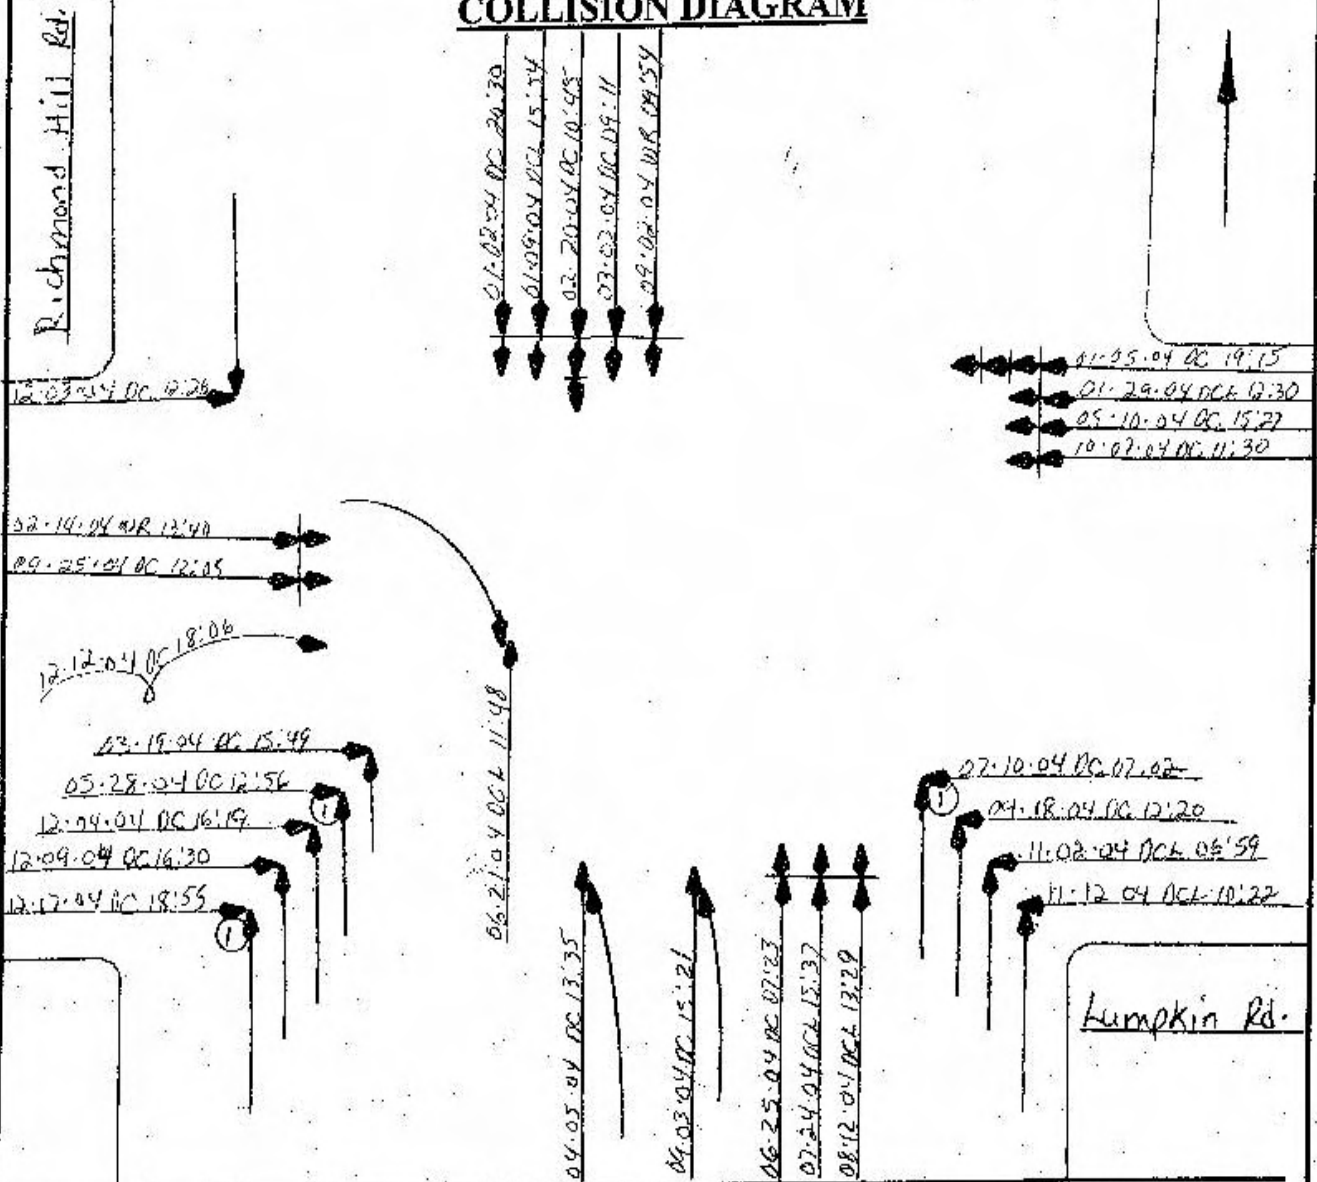 COLLISION DIAGRAM
Richmond Hill Rd.
01·02·04 DC 20:30
01·09·04 DCL 15:54
02·20·04 DC 10:45
03·02·04 DC 09:11
09·02·04 WR 09:54
01·05·04 DC 19:15
01·29·04 DCL 12:30
05·10·04 DC 15:27
10·07·04 DC 11:30
12·03·04 DC 12:26
02·14·04 WR 13:40
09·25·04 DC 12:05
12·12·04 DC 18:06
03·19·04 DC 15:49
05·28·04 DC 12:56
1
12·04·04 DC 16:19
12·09·04 DC 16:30
12·17·04 DC 18:55
1
06·21·04 DCL 11:48
04·05·04 DC 13:35
09·03·04 DC 15:21
06·25·04 DC 07:23
07·24·04 DCL 15:37
08·12·04 DCL 13:29
07·10·04 DC 07:02
1
09·18·04 DC 12:20
11·02·04 DCL 06:59
11·12·04 DCL 10:22
Lumpkin Rd.